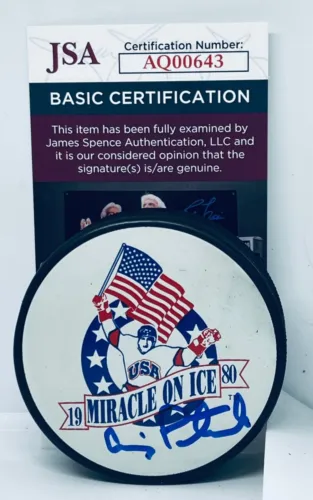 JSA
Certification Number:
AQ00643
BASIC CERTIFICATION
This item has been fully examined by
James Spence Authentication, LLC and
it is our considered opinion that the
signature(s) is/are genuine.
USA
19 MIRACLE ON ICE 80
TM